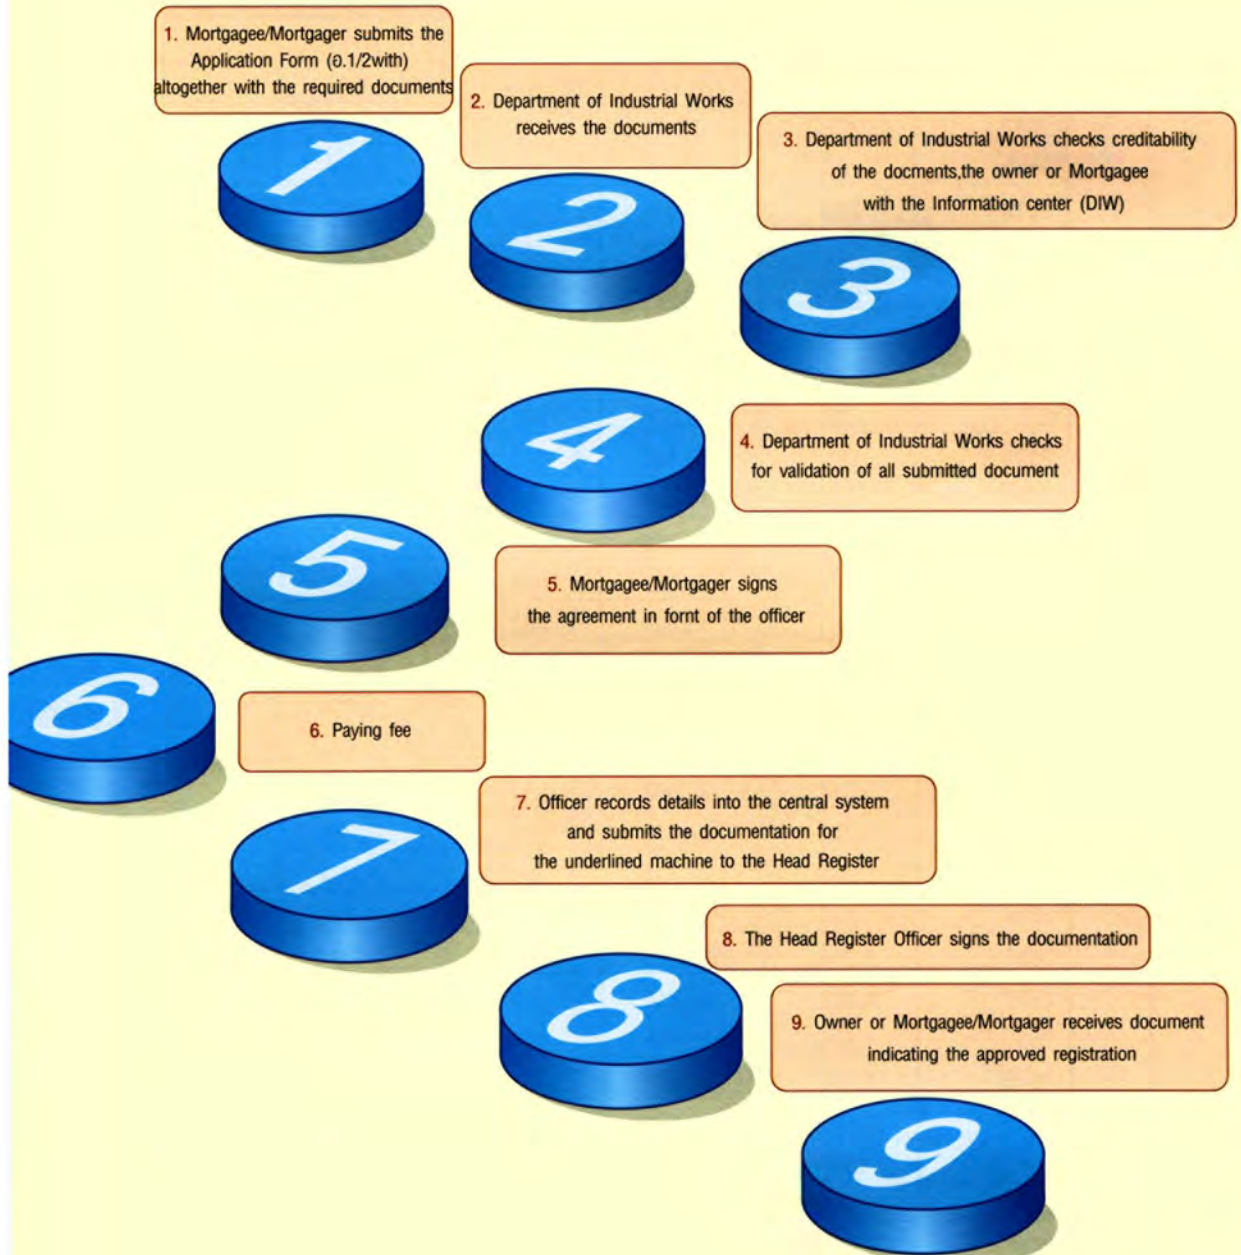 1. Mortgagee/Mortgager submits the
Application Form (อ.1/2with)
altogether with the required documents
1
2. Department of Industrial Works
receives the documents
2
3. Department of Industrial Works checks creditability
of the docments,the owner or Mortgagee
with the Information center (DIW)
3
4
4. Department of Industrial Works checks
for validation of all submitted document
5
5. Mortgagee/Mortgager signs
the agreement in fornt of the officer
6
6. Paying fee
7. Officer records details into the central system
and submits the documentation for
the underlined machine to the Head Register
7
8. The Head Register Officer signs the documentation
8
9. Owner or Mortgagee/Mortgager receives document
indicating the approved registration
9